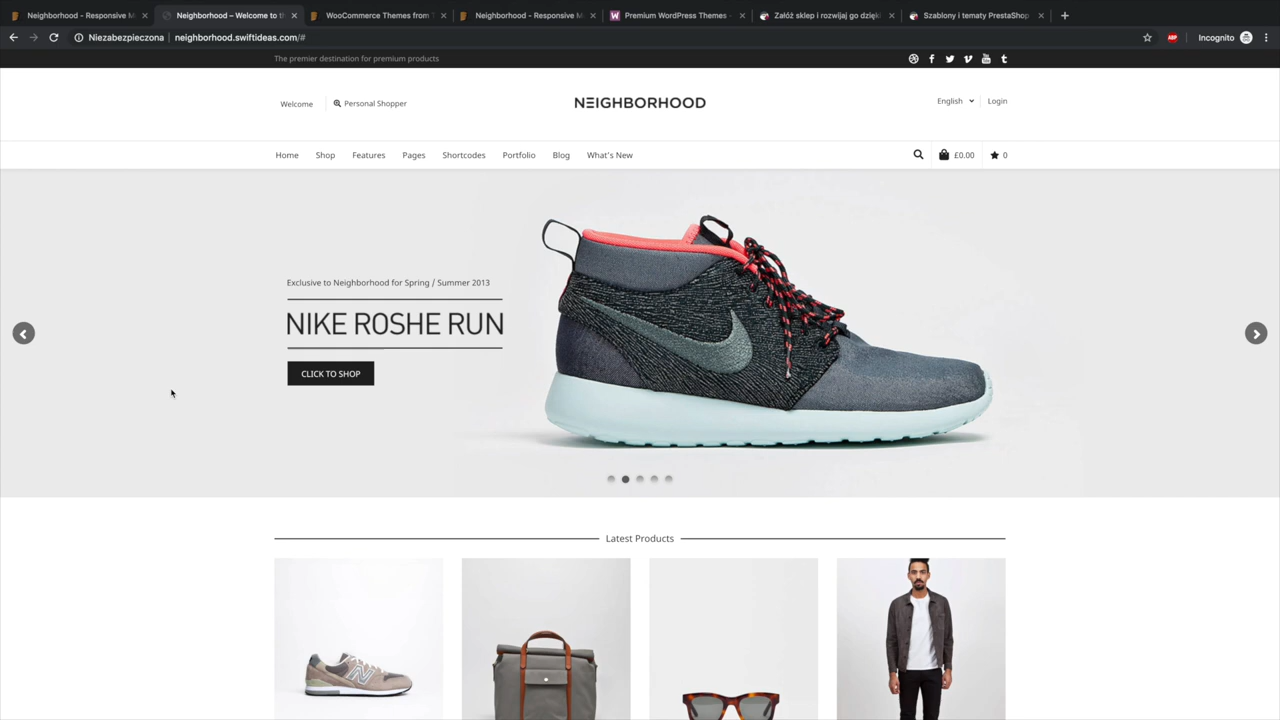 Neighborhood - Responsive M
Neighborhood – Welcome to th
WooCommerce Themes from T
Neighborhood - Responsive M
Premium WordPress Themes -
Załóż sklep i rozwijaj go dzięki
Szablony i tematy PrestaShop
Niezabezpieczona neighborhood.swiftideas.com/#
ABP
Incognito
The premier destination for premium products
Welcome
Personal Shopper
NEIGHBORHOOD
English
Login
Home Shop Features Pages Shortcodes Portfolio Blog What's New
£0.00
0
Exclusive to Neighborhood for Spring / Summer 2013
NIKE ROSHE RUN
CLICK TO SHOP
Latest Products